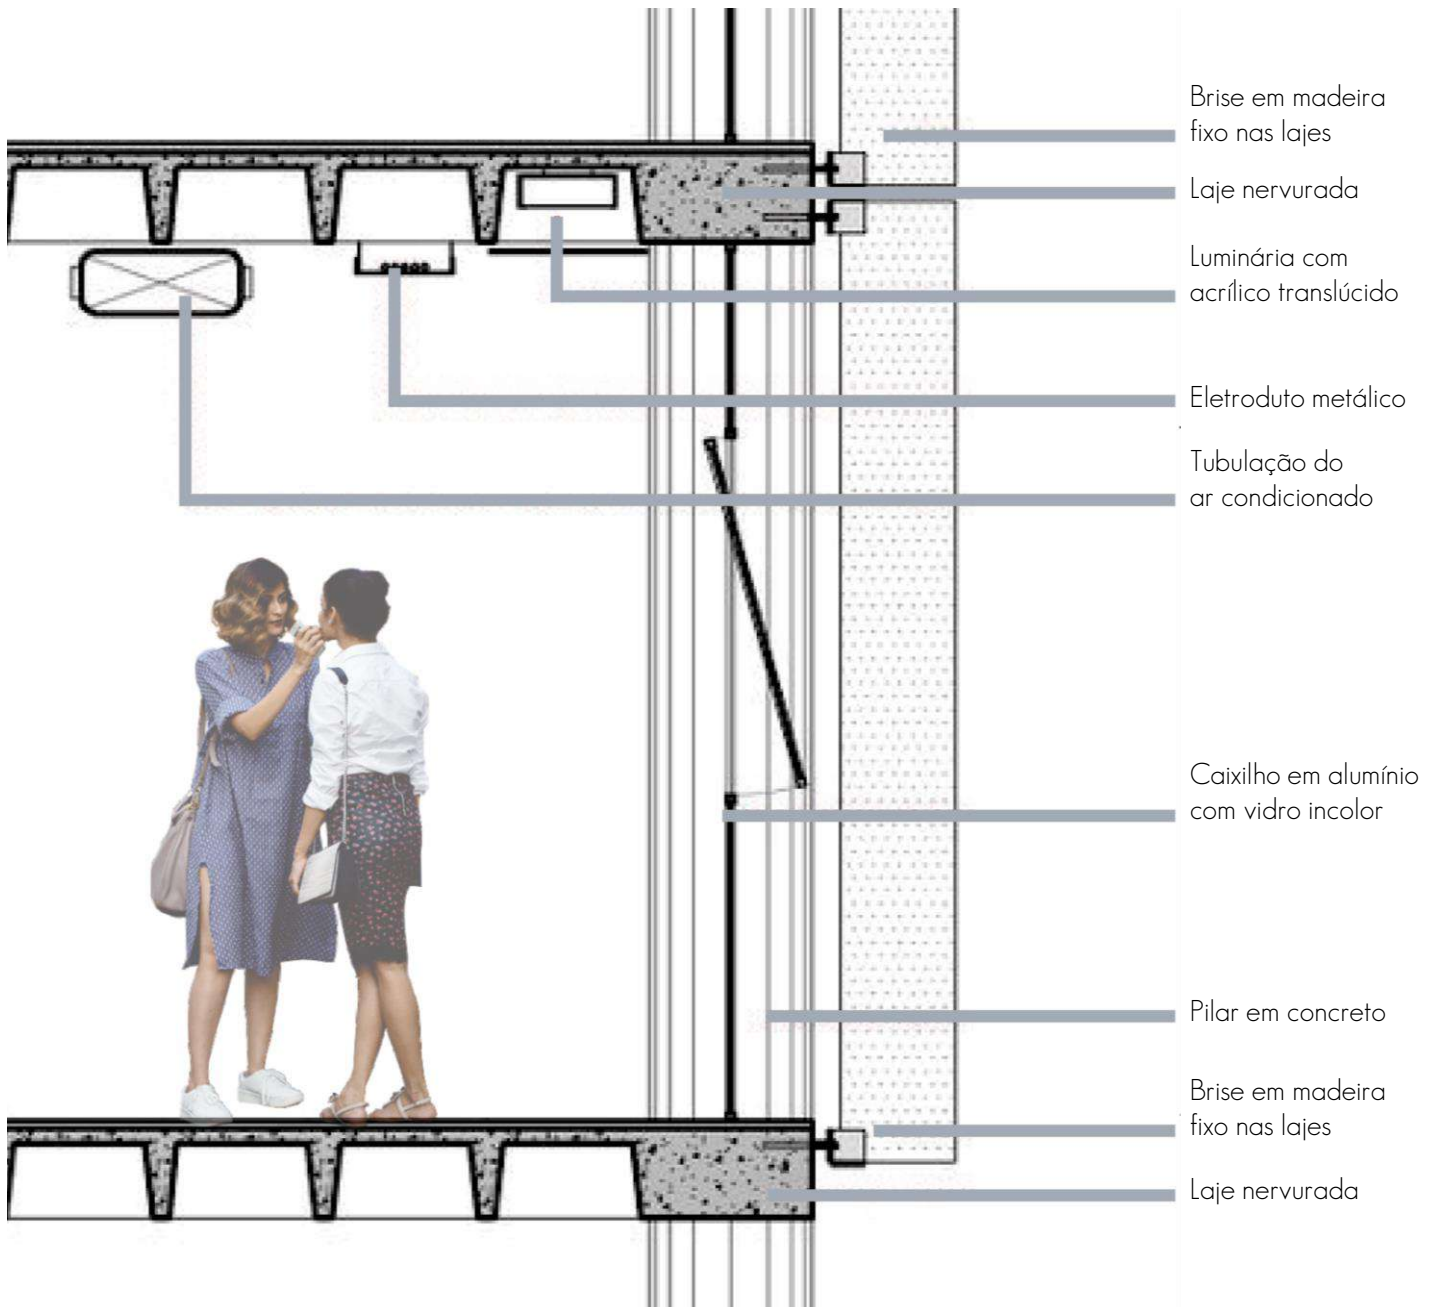 Brise em madeira
fixo nas lajes
Laje nervurada
Luminária com
acrílico translúcido
Eletroduto metálico
Tubulação do
ar condicionado
Caixilho em alumínio
com vidro incolor
Pilar em concreto
Brise em madeira
fixo nas lajes
Laje nervurada